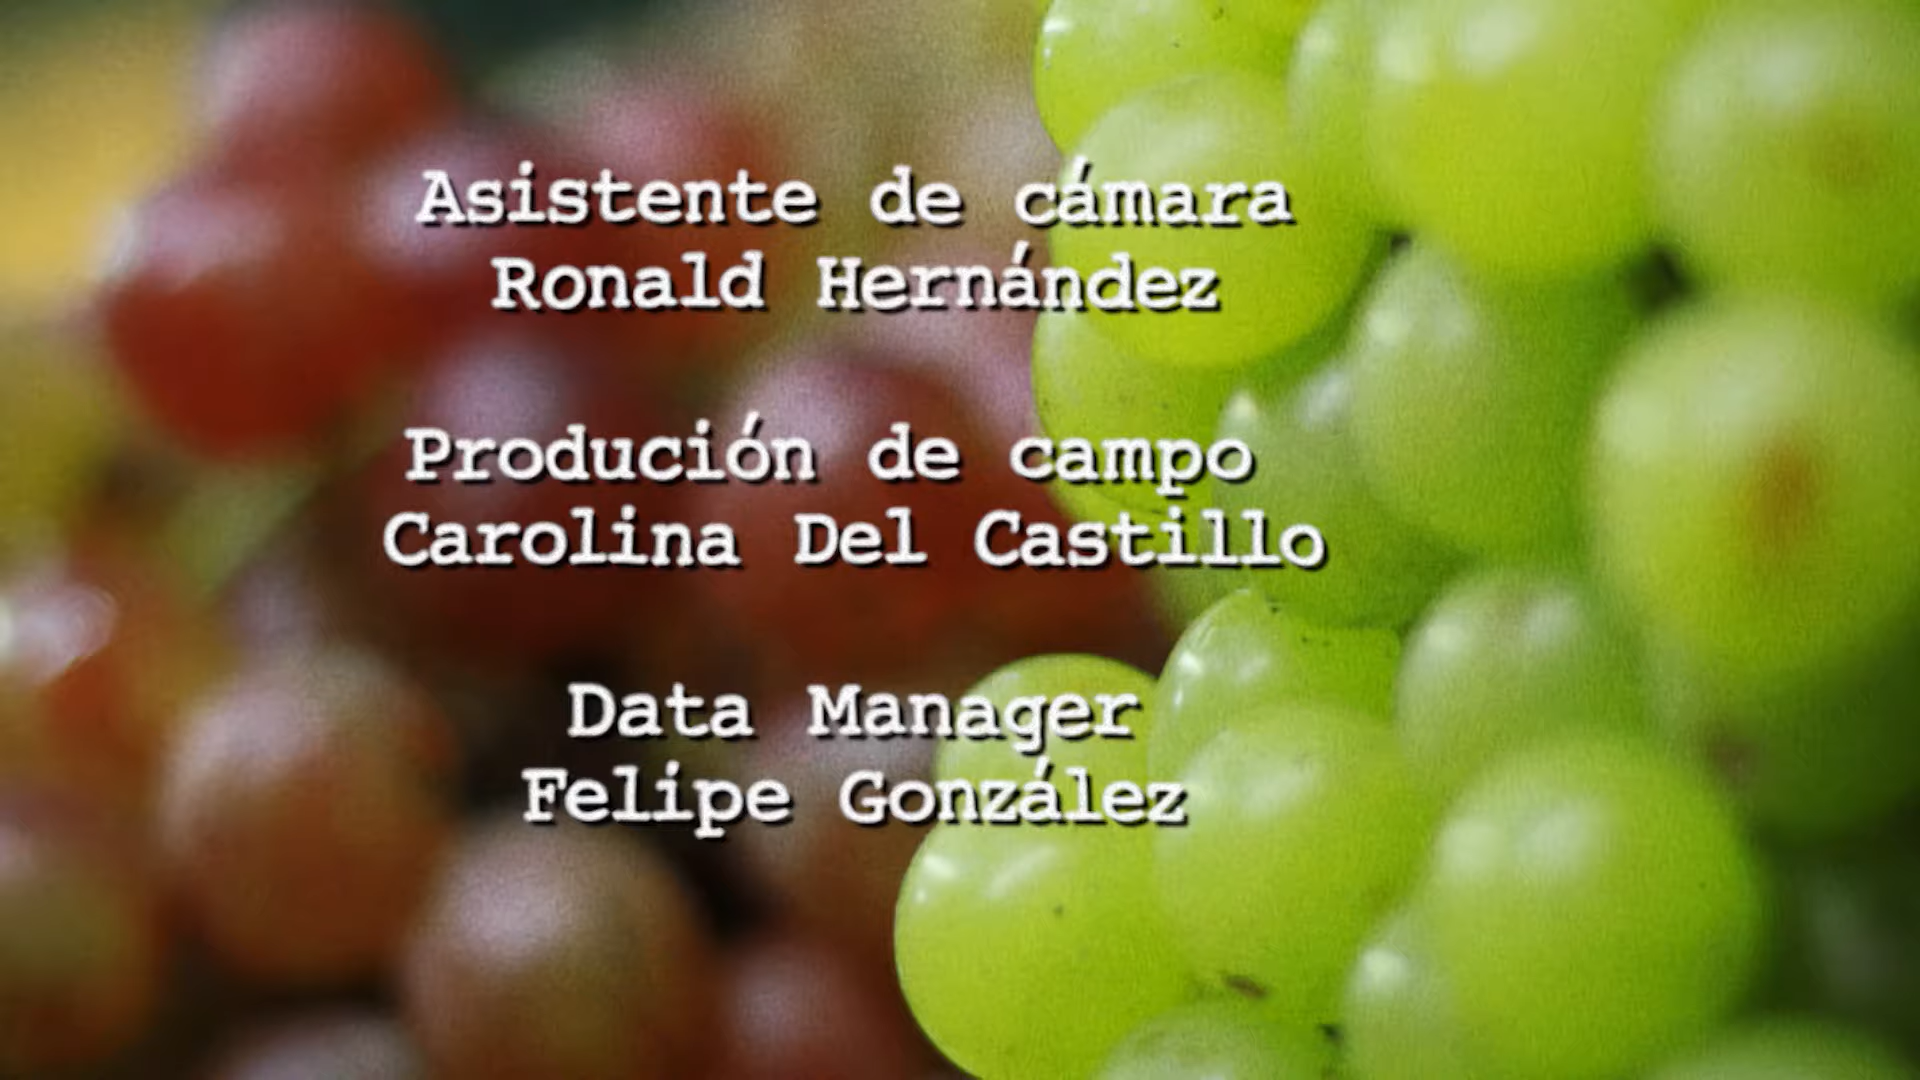 Asistente de cámara
Ronald Hernández
Produción de campo
Carolina Del Castillo
Data Manager
Felipe González